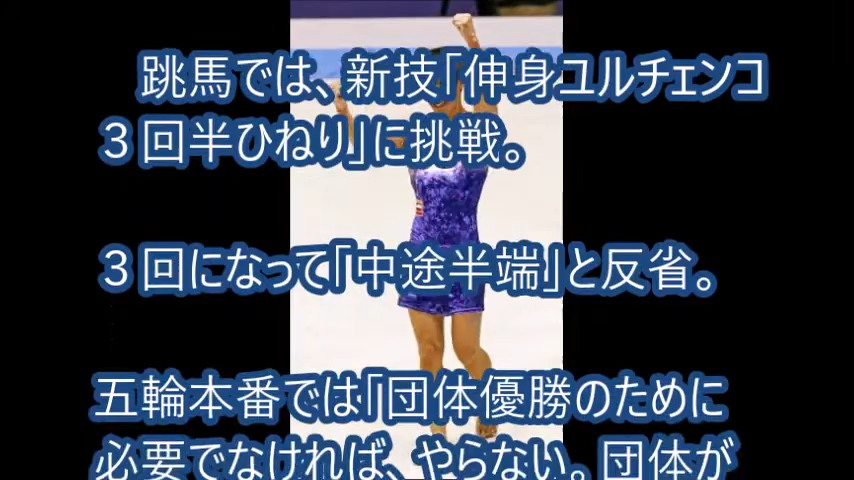 跳馬では、新技「伸身ユルチェンコ
３回半ひねり」に挑戦。
３回になって「中途半端」と反省。
五輪本番では「団体優勝のために
必要でなければ、やらない。団体が